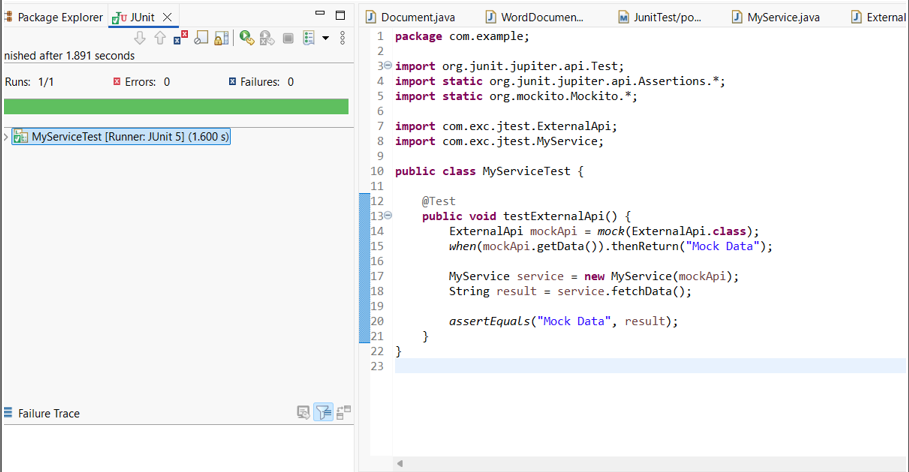 Package Explorer JUnit
nished after 1.891 seconds
Runs: 1/1 Errors: 0 Failures: 0
MyServiceTest [Runner: JUnit 5] (1.600 s)
Failure Trace
Document.java WordDocumen... JunitTest/po... MyService.java External
1 package com.example;
2
3 import org.junit.jupiter.api.Test;
4 import static org.junit.jupiter.api.Assertions.*;
5 import static org.mockito.Mockito.*;
6
7 import com.exc.jtest.ExternalApi;
8 import com.exc.jtest.MyService;
9
10 public class MyServiceTest {
11
12 @Test
13 public void testExternalApi() {
14 ExternalApi mockApi = mock(ExternalApi.class);
15 when(mockApi.getData()).thenReturn("Mock Data");
16
17 MyService service = new MyService(mockApi);
18 String result = service.fetchData();
19
20 assertEquals("Mock Data", result);
21 }
22 }
23